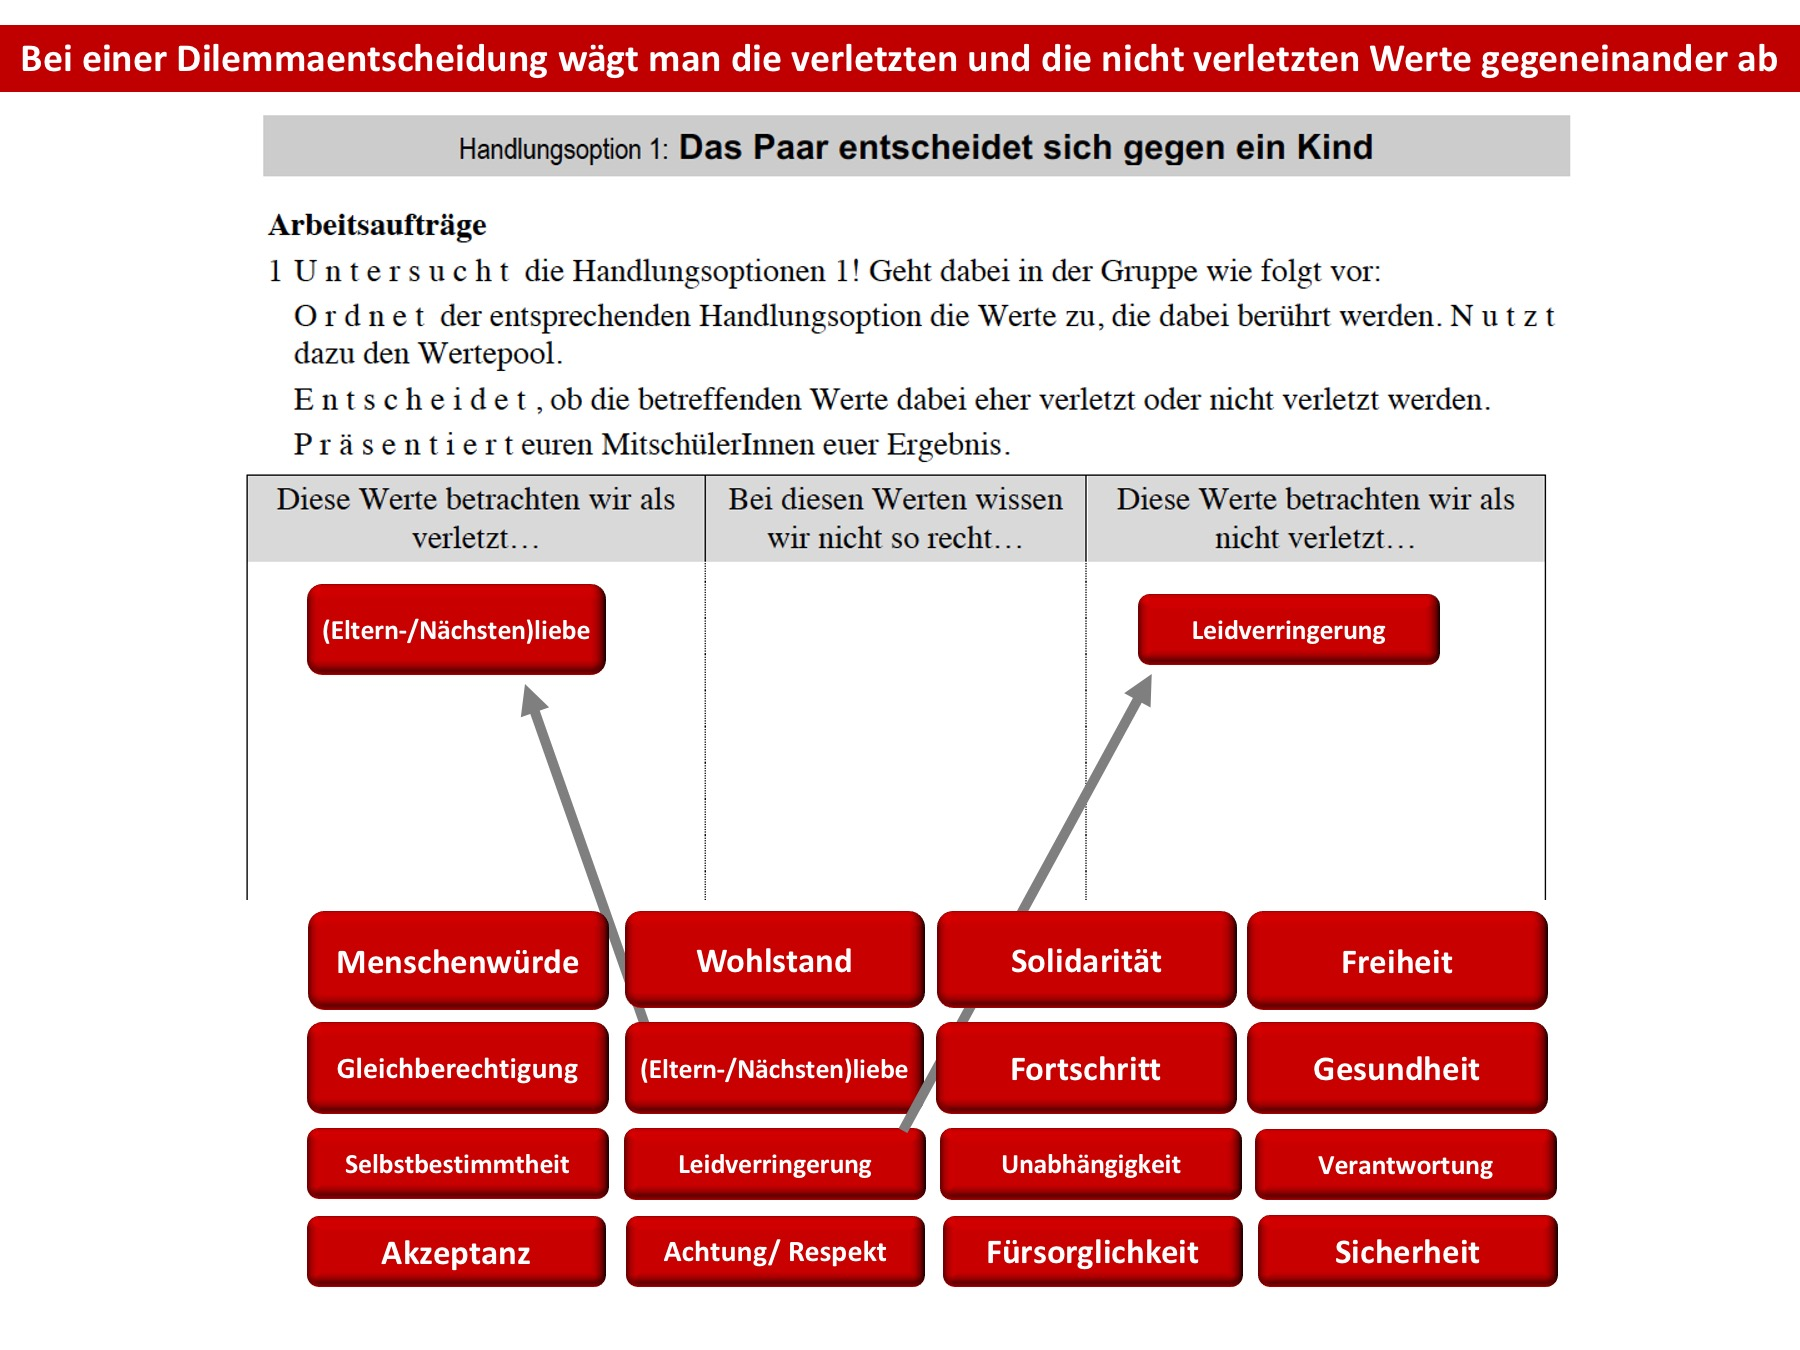 Bei einer Dilemmaentscheidung wägt man die verletzten und die nicht verletzten Werte gegeneinander ab
Handlungsoption 1: Das Paar entscheidet sich gegen ein Kind
Arbeitsaufträge
1 Untersucht die Handlungsoptionen 1! Geht dabei in der Gruppe wie folgt vor:
Ordnet der entsprechenden Handlungsoption die Werte zu, die dabei berührt werden. Nutzt
dazu den Wertepool.
Entscheidet, ob die betreffenden Werte dabei eher verletzt oder nicht verletzt werden.
Präsentiert euren MitschülerInnen euer Ergebnis.
Diese Werte betrachten wir als
verletzt…
Bei diesen Werten wissen
wir nicht so recht…
Diese Werte betrachten wir als
nicht verletzt…
(Eltern-/Nächsten)liebe
Leidverringerung
Menschenwürde
Wohlstand
Solidarität
Freiheit
Gleichberechtigung
(Eltern-/Nächsten)liebe
Fortschritt
Gesundheit
Selbstbestimmtheit
Leidverringerung
Unabhängigkeit
Verantwortung
Akzeptanz
Achtung/ Respekt
Fürsorglichkeit
Sicherheit